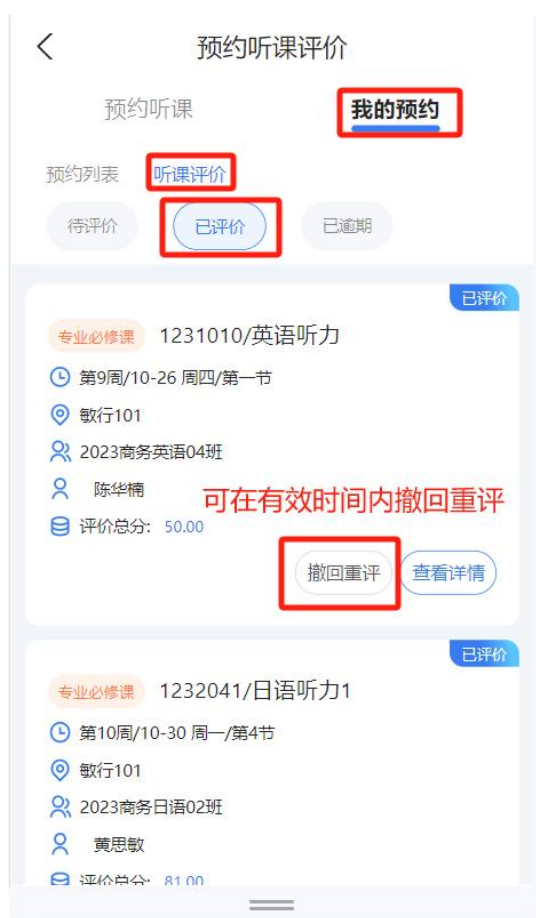 预约听课评价
预约听课 我的预约
预约列表 听课评价
待评价 已评价 已逾期
已评价
专业必修课 1231010/英语听力
第9周/10-26 周四/第一节
敏行101
2023商务英语04班
陈华楠
可在有效时间内撤回重评
评价总分: 50.00
撤回重评 查看详情
已评价
专业必修课 1232041/日语听力1
第10周/10-30 周一/第4节
敏行101
2023商务日语02班
黄思敏
评价总分: 81.00